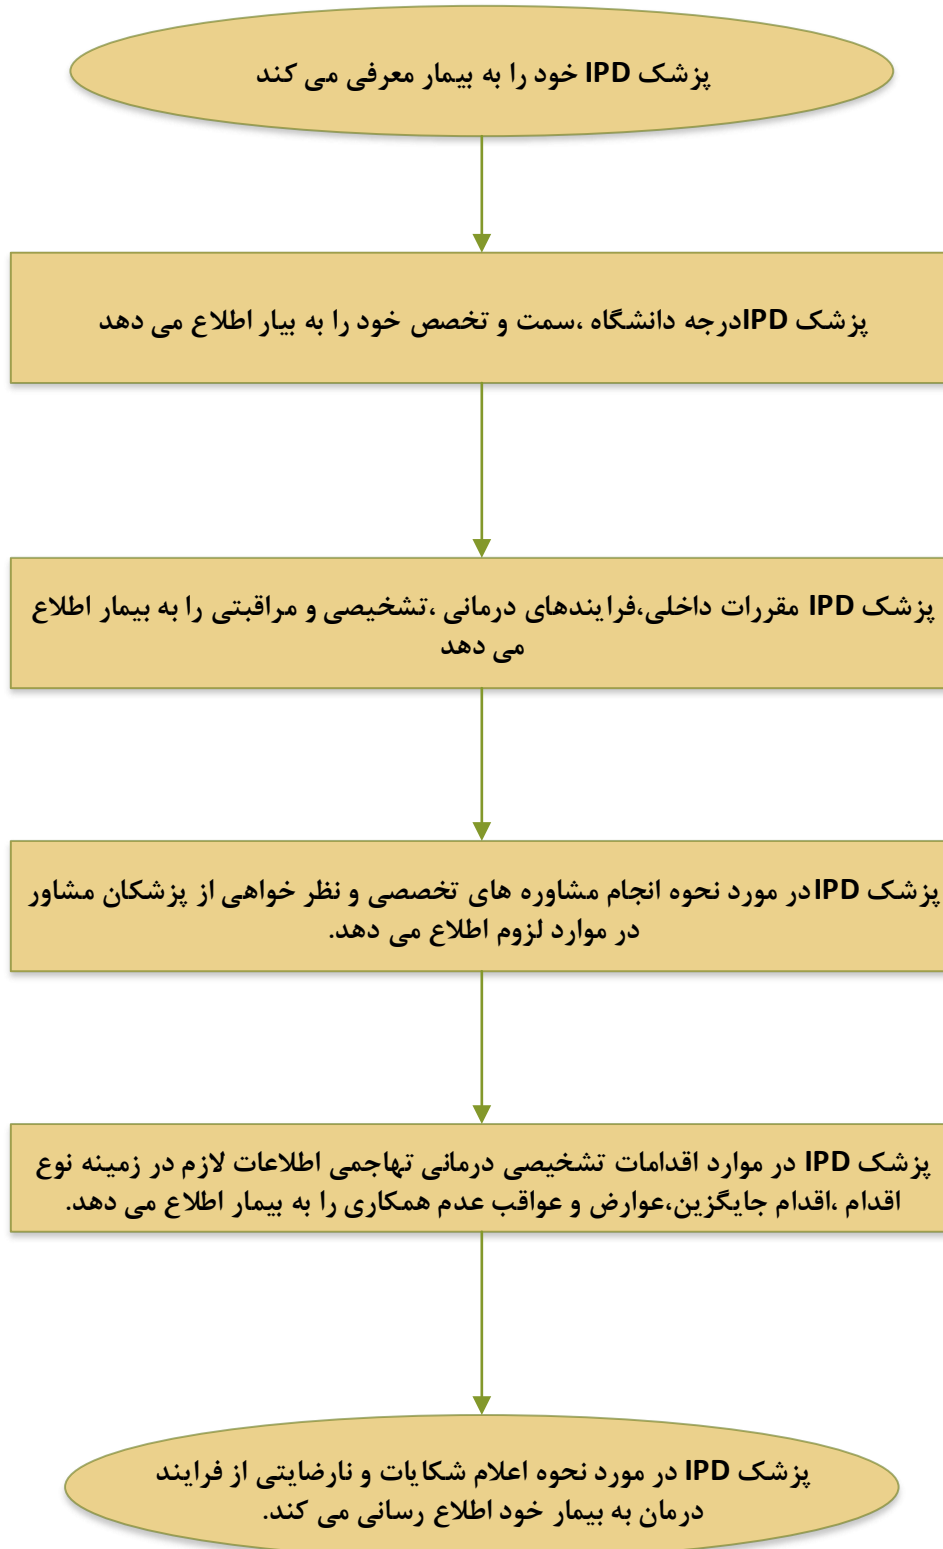 پزشک IPD خود را به بیمار معرفی می کند
پزشک IPDدرجه دانشگاه ،سمت و تخصص خود را به بیار اطلاع می دهد
پزشک IPD مقررات داخلی،فرایندهای درمانی ،تشخیصی و مراقبتی را به بیمار اطلاع
می دهد
پزشک IPDدر مورد نحوه انجام مشاوره های تخصصی و نظر خواهی از پزشکان مشاور
در موارد لزوم اطلاع می دهد.
پزشک IPD در موارد اقدامات تشخیصی درمانی تهاجمی اطلاعات لازم در زمینه نوع
اقدام ،اقدام جایگزین،عوارض و عواقب عدم همکاری را به بیمار اطلاع می دهد.
پزشک IPD در مورد نحوه اعلام شکایات و نارضایتی از فرایند
درمان به بیمار خود اطلاع رسانی می کند.